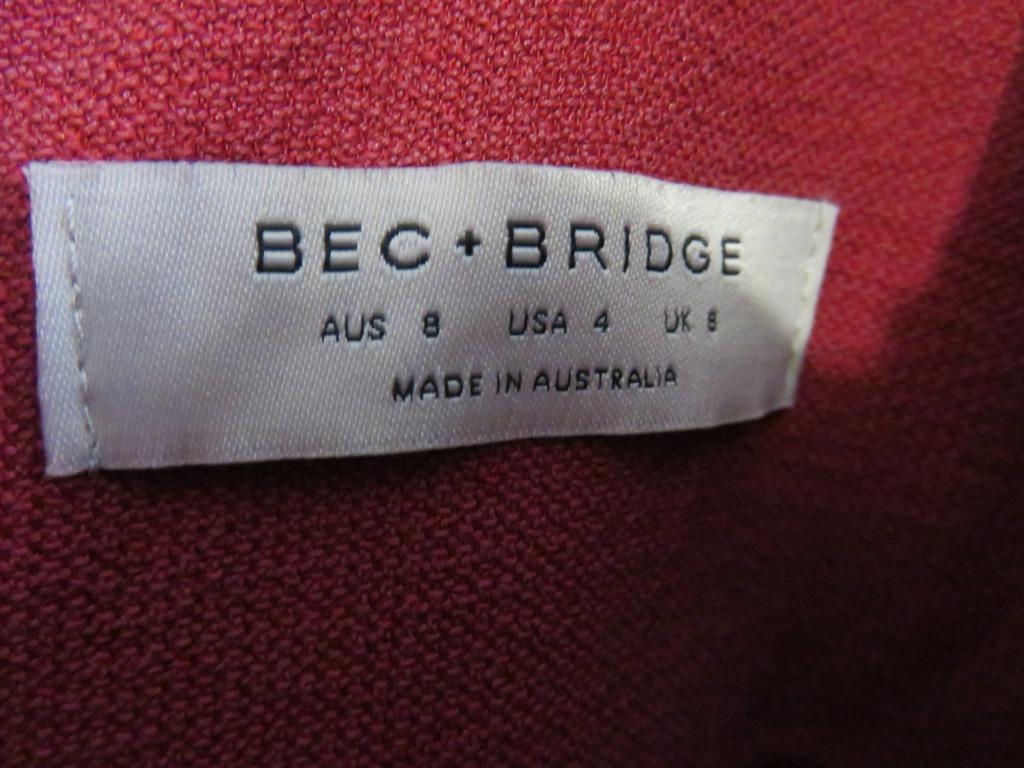 BEC + BRIDGE
AUS 8 USA 4 UK 8
MADE IN AUSTRALIA